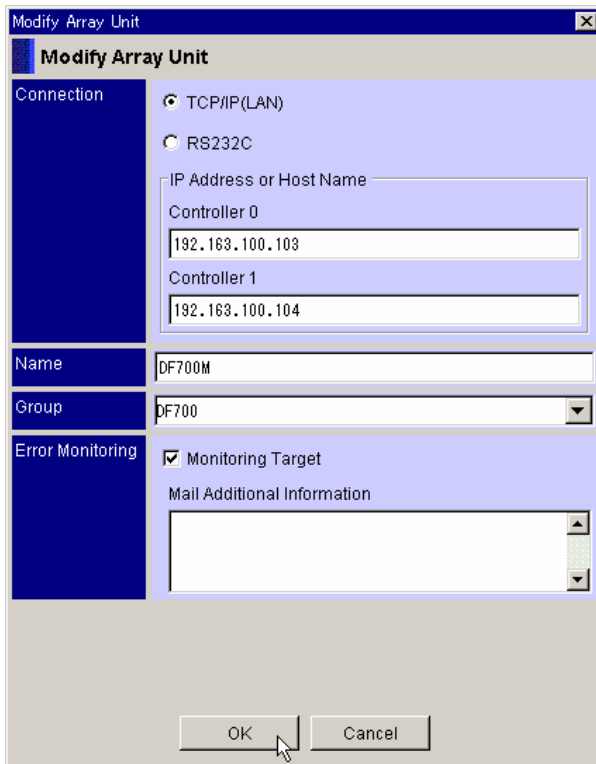 Modify Array Unit
Modify Array Unit
Connection
TCP/IP(LAN)
RS232C
IP Address or Host Name
Controller 0
192.163.100.103
Controller 1
192.163.100.104
Name
DF700M
Group
DF700
Error Monitoring
Monitoring Target
Mail Additional Information
OK
Cancel